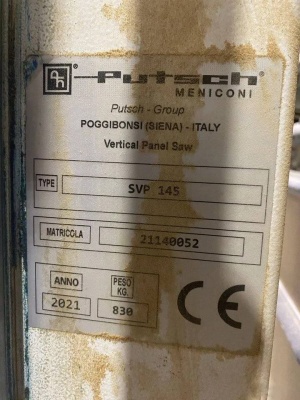 Putsch®
MENICONI
Putsch - Group
POGGIBONSI (SIENA) - ITALY
Vertical Panel Saw
TYPE
SVP 145
MATRICOLA
21140052
ANNO
2021
PESO KG.
830
CE